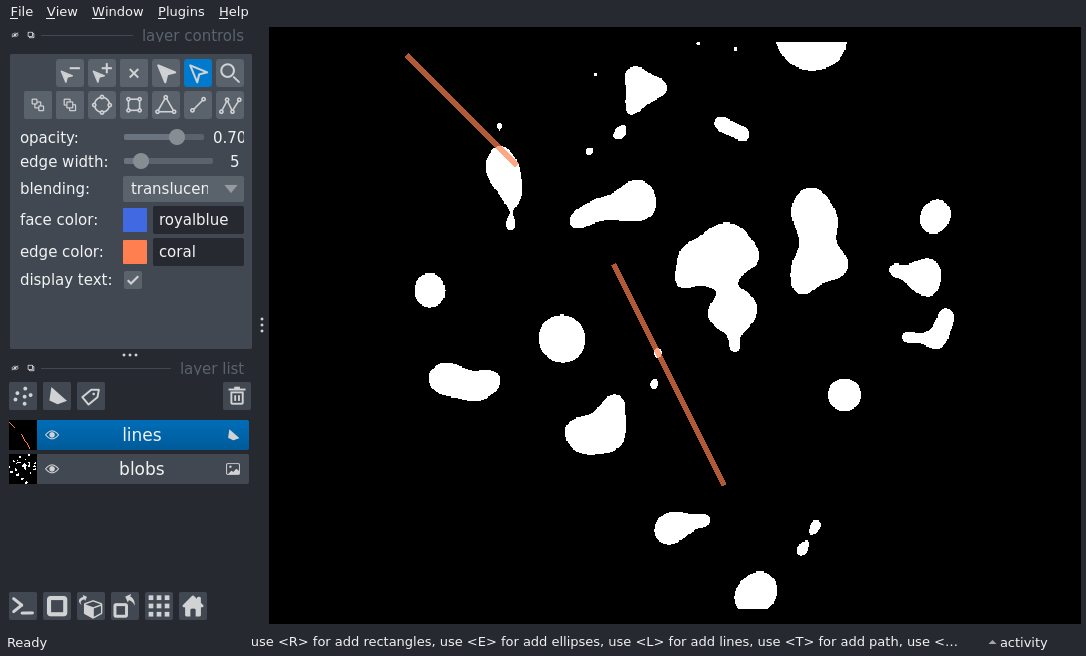 File View Window Plugins Help
layer controls
opacity: 0.70
edge width: 5
blending: translucen
face color: royalblue
edge color: coral
display text:
layer list
lines
blobs
Ready use <R> for add rectangles, use <E> for add ellipses, use <L> for add lines, use <T> for add path, use <... activity